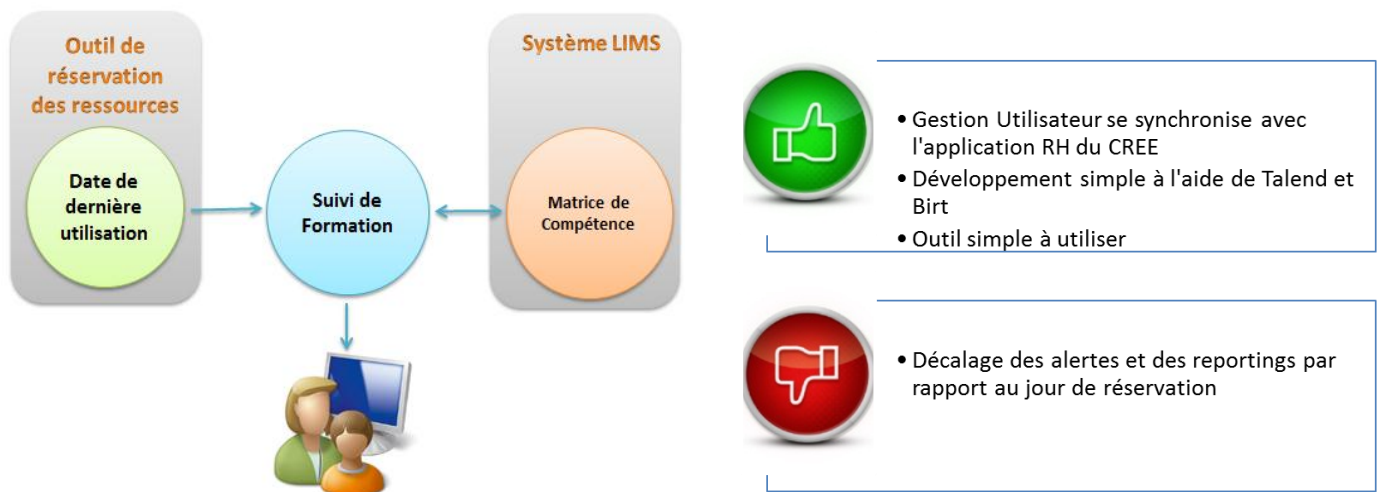 Outil de
réservation
des ressources
Date de
dernière
utilisation
Suivi de
Formation
Système LIMS
Matrice de
Compétence
• Gestion Utilisateur se synchronise avec
l'application RH du CREE
• Développement simple à l'aide de Talend et
Birt
• Outil simple à utiliser
• Décalage des alertes et des reportings par
rapport au jour de réservation